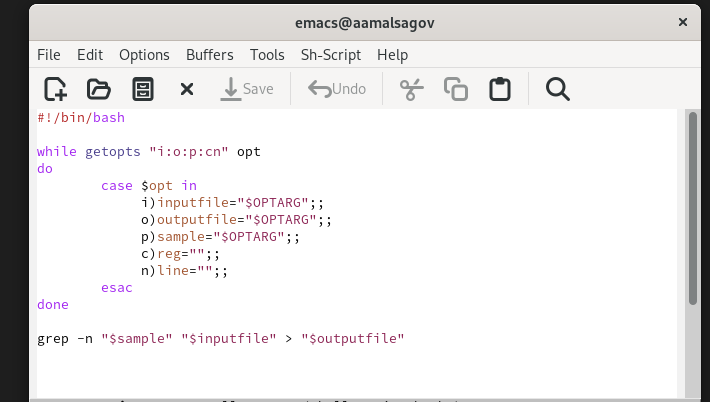 emacs@aamalsagov ×
File Edit Options Buffers Tools Sh-Script Help
Save Undo
#!/bin/bash
while getopts "i:o:p:cn" opt
do
case $opt in
i)inputfile="$OPTARG";;
o)outputfile="$OPTARG";;
p)sample="$OPTARG";;
c)reg="";;
n)line="";;
esac
done
grep -n "$sample" "$inputfile" > "$outputfile"